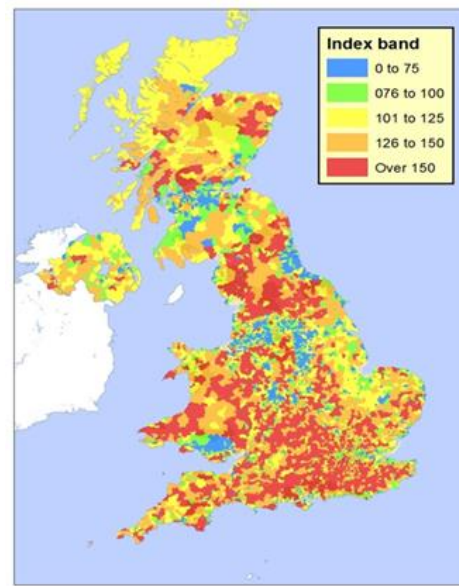 Index band
0 to 75
076 to 100
101 to 125
126 to 150
Over 150